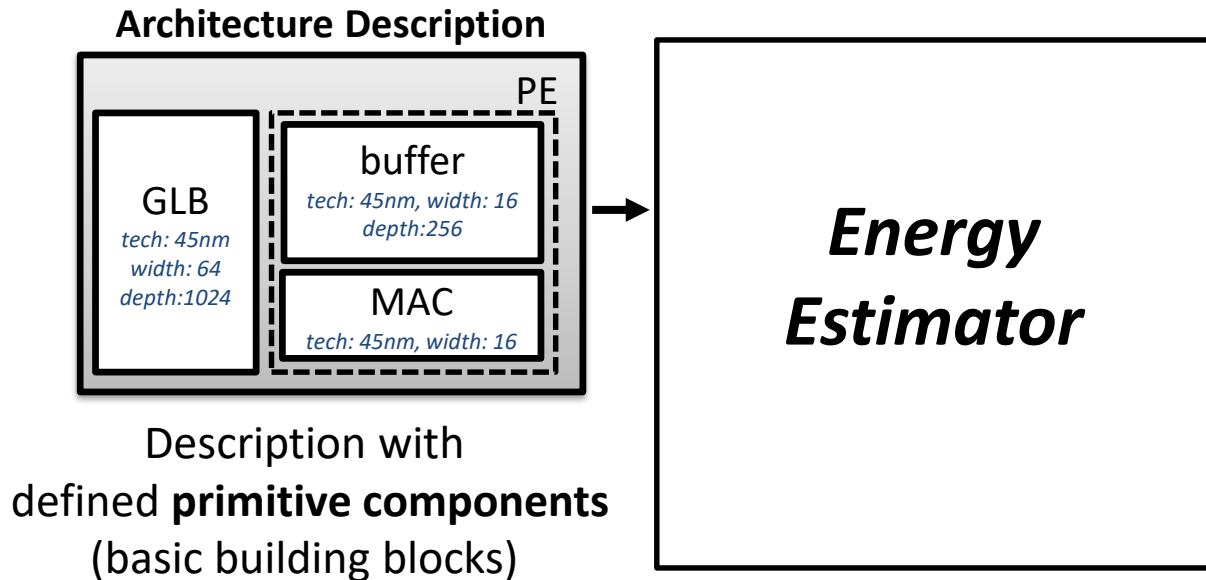 Architecture Description
PE
GLB
tech: 45nm
width: 64
depth:1024
buffer
tech: 45nm, width: 16
depth:256
MAC
tech: 45nm, width: 16
Description with
defined primitive components
(basic building blocks)
Energy
Estimator